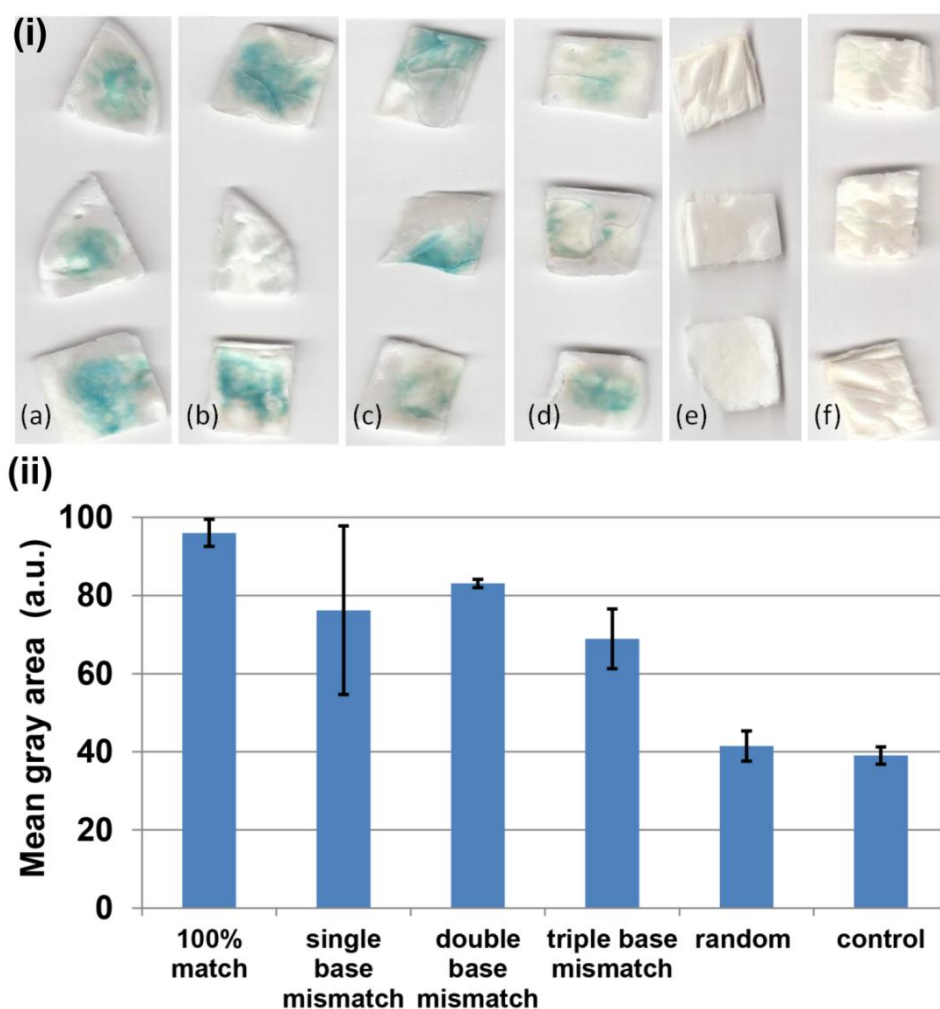 (i)
(a) (b) (c) (d) (e) (f)
(ii)
Mean gray area (a.u.)
100
80
60
40
20
0
100% match
single base mismatch
double base mismatch
triple base mismatch
random
control